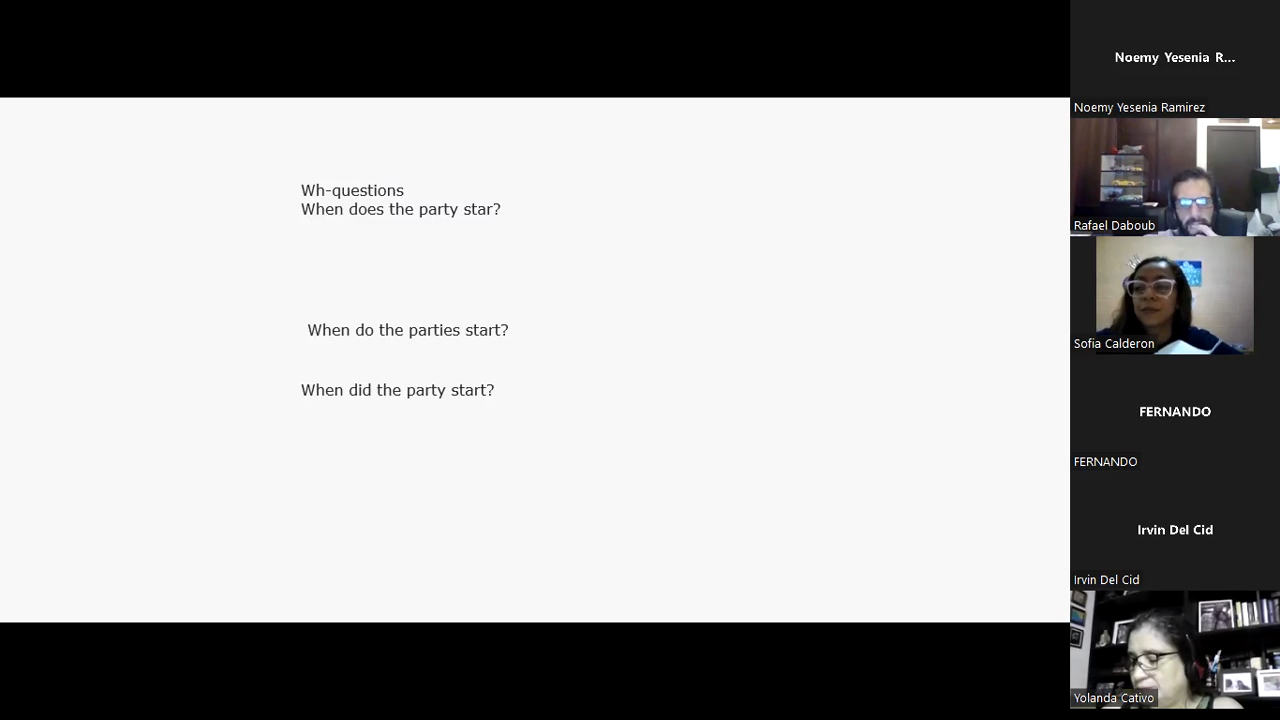 Wh-questions
When does the party star?
When do the parties start?
When did the party start?
Noemy Yesenia R...
Noemy Yesenia Ramirez
Rafael Daboub
Sofia Calderon
FERNANDO
FERNANDO
Irvin Del Cid
Irvin Del Cid
Yolanda Cativo